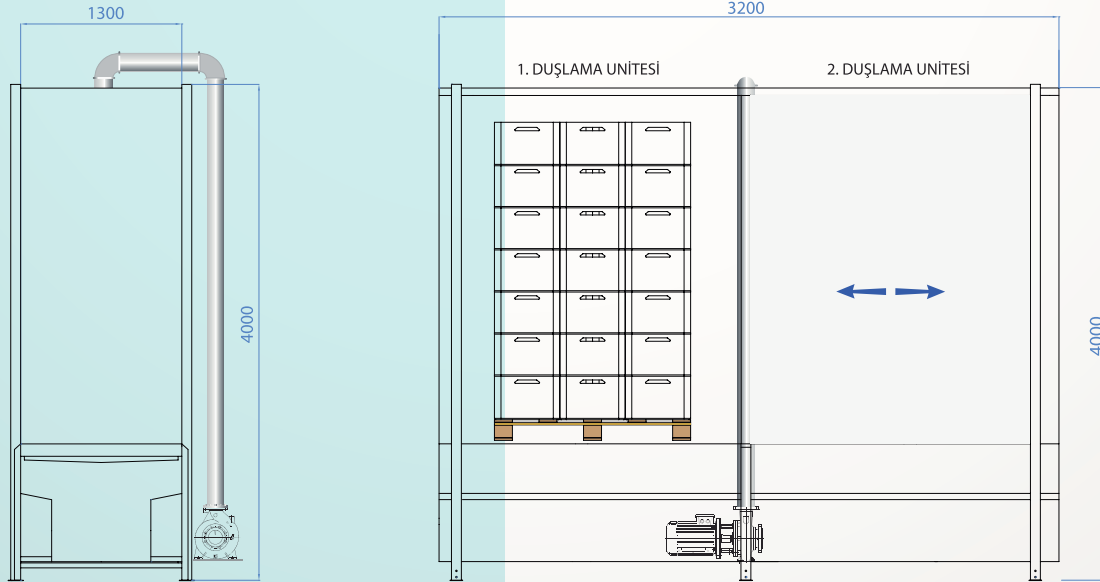 1300
3200
1. DUŞLAMA UNİTESİ
2. DUŞLAMA UNİTESİ
4000
4000